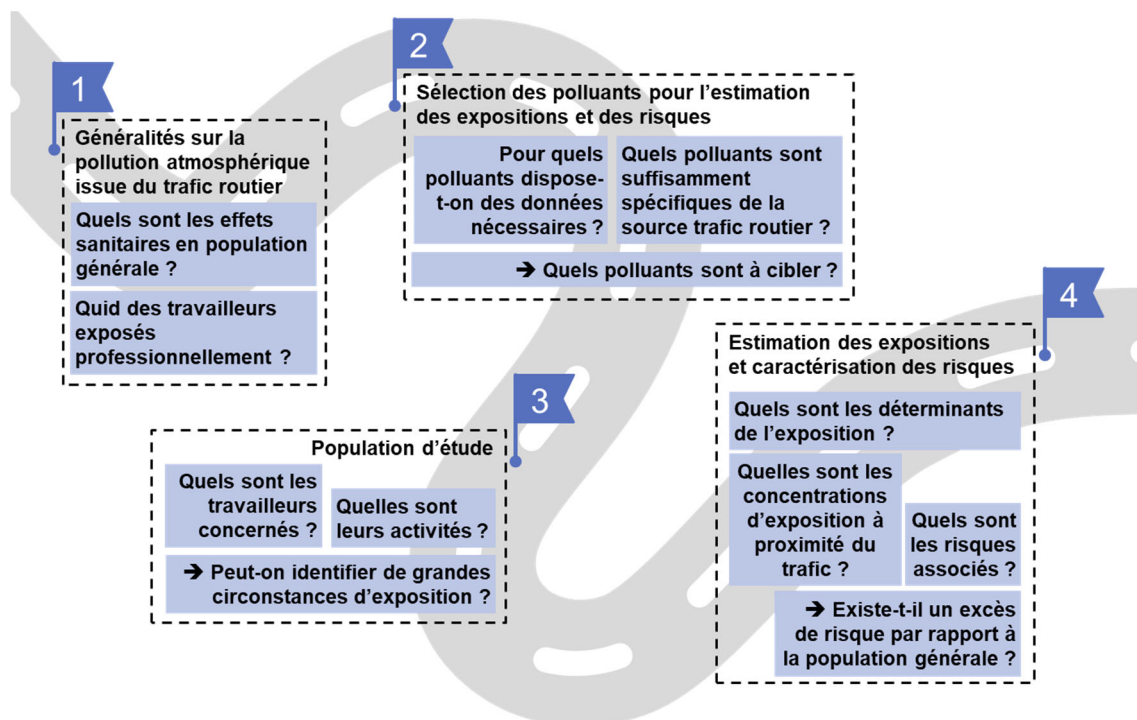 1
Généralités sur la
pollution atmosphérique
issue du trafic routier
Quels sont les effets
sanitaires en population
générale ?
Quid des travailleurs
exposés
professionnellement ?
2
Sélection des polluants pour l'estimation
des expositions et des risques
Pour quels
polluants dispose-
t-on des données
nécessaires ?
Quels polluants sont
suffisamment
spécifiques de la
source trafic routier ?
➔ Quels polluants sont à cibler ?
3
Population d'étude
Quels sont les
travailleurs
concernés ?
Quelles sont
leurs activités ?
➔ Peut-on identifier de grandes
circonstances d'exposition ?
4
Estimation des expositions
et caractérisation des risques
Quels sont les déterminants
de l'exposition ?
Quelles sont les
concentrations
d'exposition à
proximité du
trafic ?
Quels sont
les risques
associés ?
➔ Existe-t-il un excès
de risque par rapport à
la population générale ?